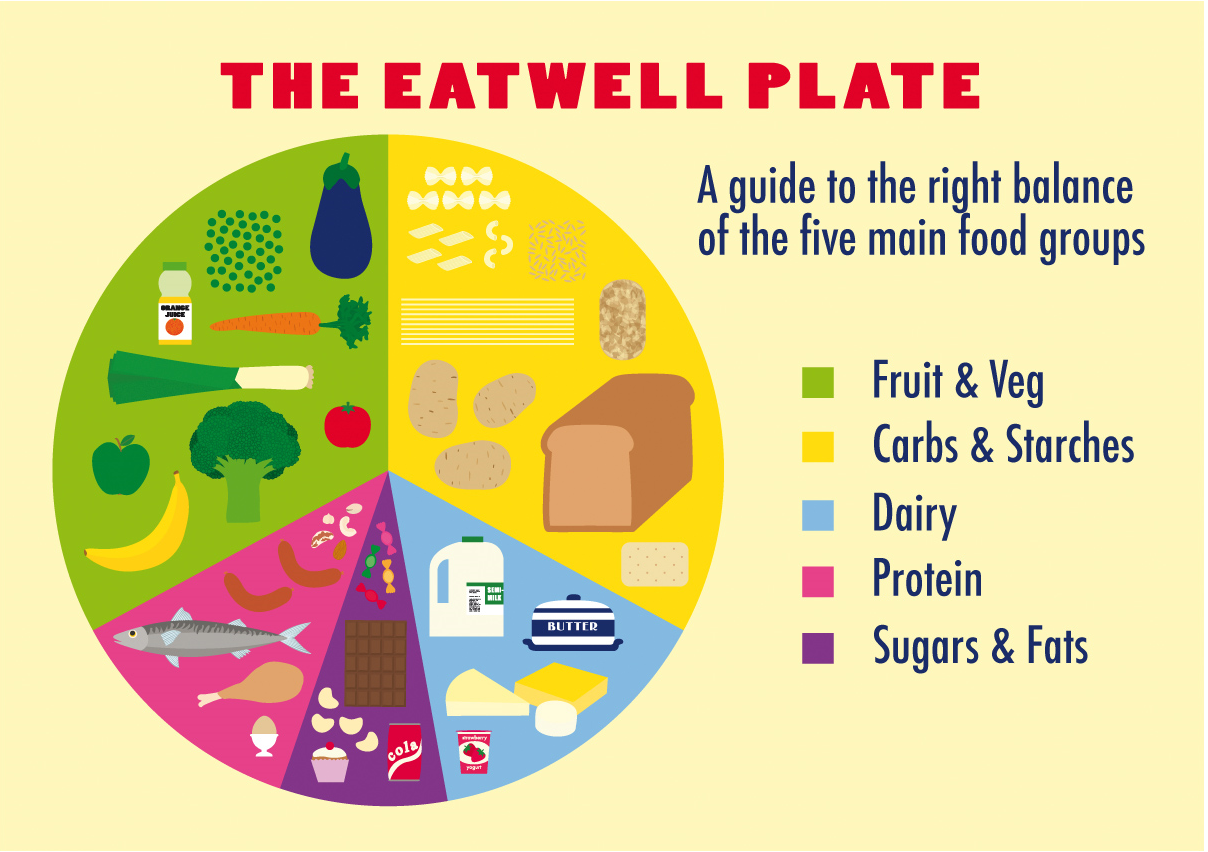 THE EATWELL PLATE
A guide to the right balance
of the five main food groups
Fruit & Veg
Carbs & Starches
Dairy
Protein
Sugars & Fats
ORANGE
JUICE
SEMI-
MILK
BUTTER
cola
strawberry
yogurt